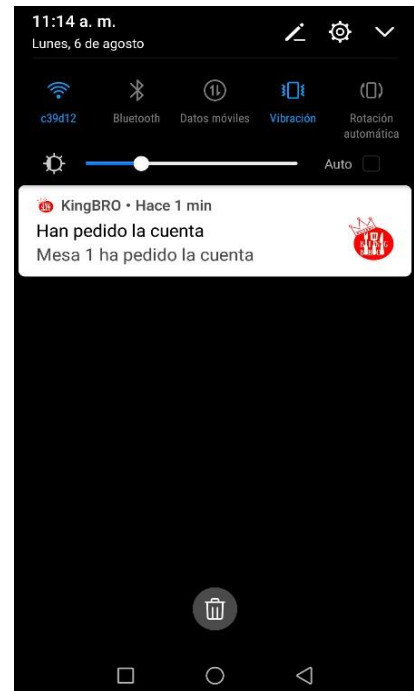 11:14 a. m.
Lunes, 6 de agosto
c39d12
Bluetooth
Datos móviles
Vibración
Rotación
automática
Auto
KingBRO • Hace 1 min
Han pedido la cuenta
Mesa 1 ha pedido la cuenta